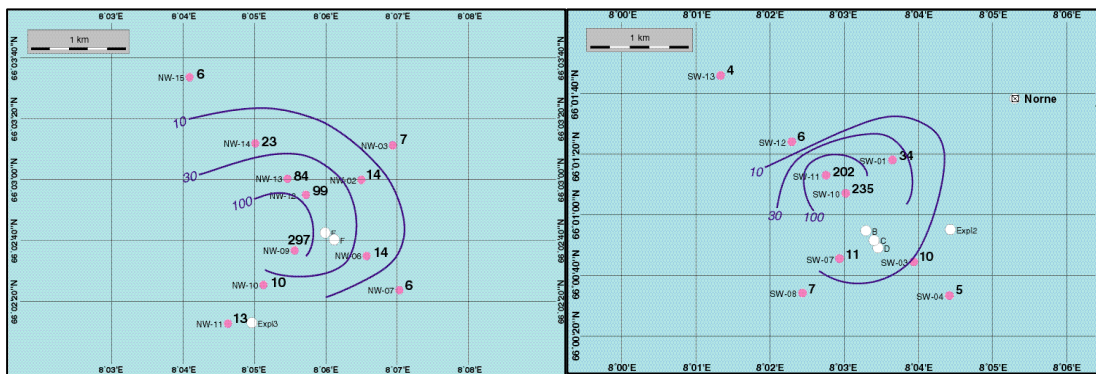 8°03'E 8°04'E 8°05'E 8°06'E 8°07'E
1 km
66°03'40"N
NW-15 6
66°03'20"N
10
NW-14 23
NW-03 7
66°03'00"N
30
NW-13 84
NW-02 14
NW-12 99
100
E
F
66°02'40"N
297
NW-09
NW-06 14
NW-10 10
NW-07 6
66°02'20"N
NW-11 13
Expl3
8°03'E 8°04'E 8°05'E 8°06'E 8°07'E
8°00'E 8°01'E 8°02'E 8°03'E 8°04'E 8°05'E 8°06'E
1 km
SW-13 4
66°01'40"N
Norne
SW-12 6
66°01'20"N
10
SW-01 34
SW-11 202
SW-10 235
30
100
66°01'00"N
B
Expl2
C
D
SW-07 11
SW-03 10
66°00'40"N
SW-08 7
SW-04 5
66°00'20"N
8°00'E 8°01'E 8°02'E 8°03'E 8°04'E 8°05'E 8°06'E